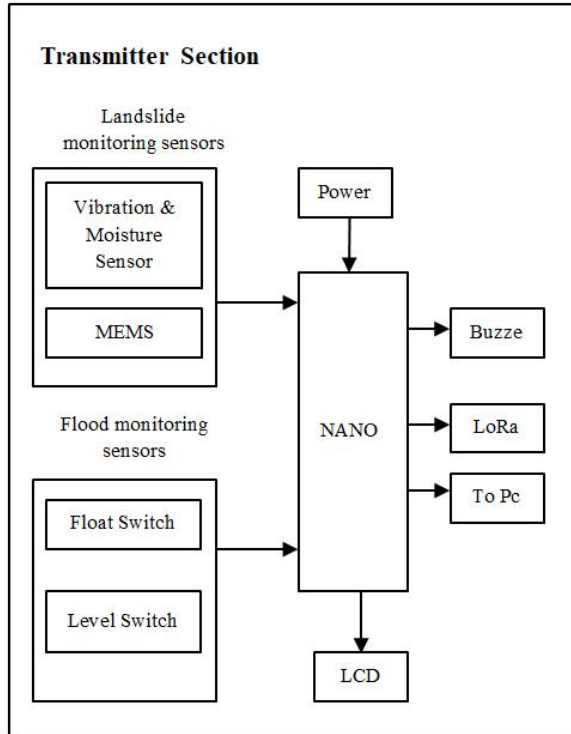 Transmitter Section
Landslide
monitoring sensors
Vibration &
Moisture
Sensor
MEMS
Flood monitoring
sensors
Float Switch
Level Switch
Power
NANO
Buzze
LoRa
To Pc
LCD